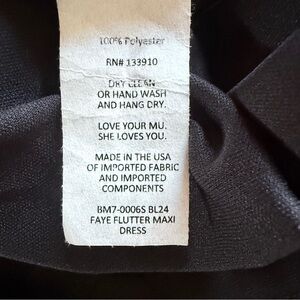 100% Polyester
RN# 133910
DRY CLEAN
OR HAND WASH
AND HANG DRY.
LOVE YOUR MU.
SHE LOVES YOU.
MADE IN THE USA
OF IMPORTED FABRIC
AND IMPORTED
COMPONENTS
BM7-0006S BL24
FAYE FLUTTER MAXI
DRESS